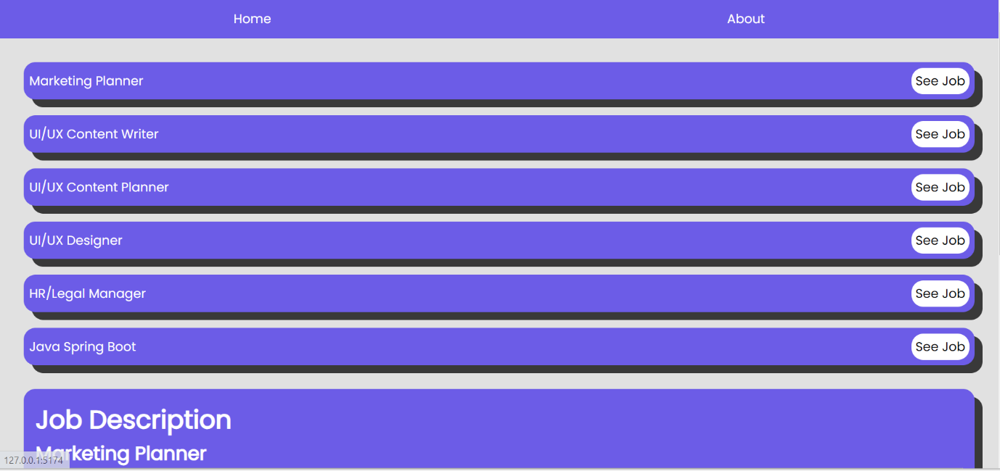 Home About
Marketing Planner See Job
UI/UX Content Writer See Job
UI/UX Content Planner See Job
UI/UX Designer See Job
HR/Legal Manager See Job
Java Spring Boot See Job
Job Description
Marketing Planner
127.0.0.1:5174